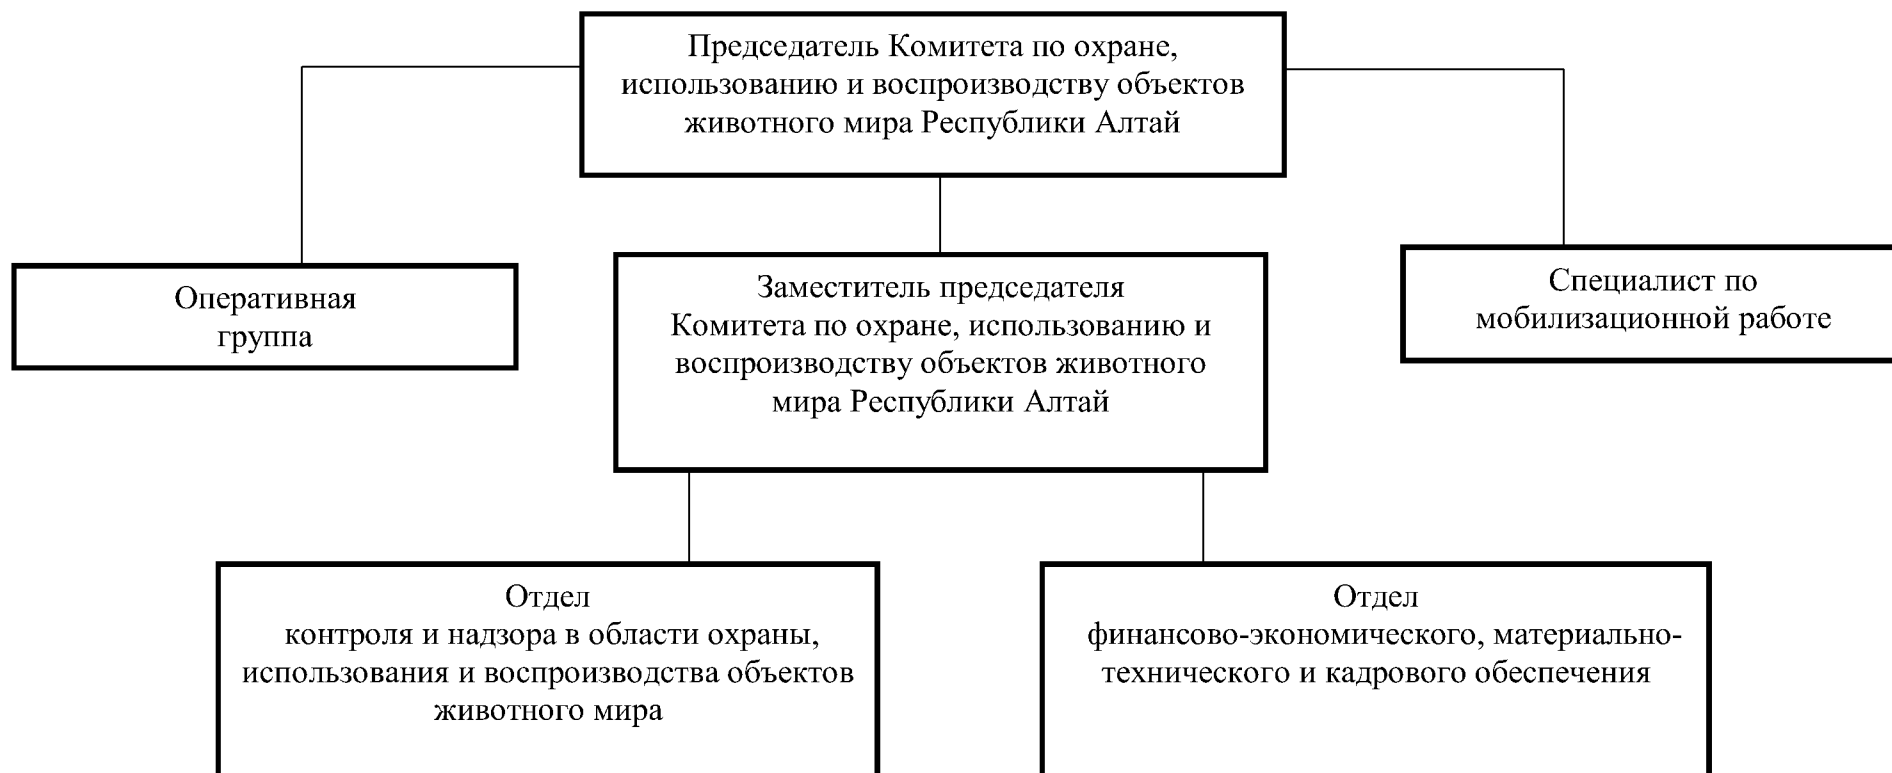 Председатель Комитета по охране,
использованию и воспроизводству объектов
животного мира Республики Алтай
Оперативная
группа
Заместитель председателя
Комитета по охране, использованию и
воспроизводству объектов животного
мира Республики Алтай
Специалист по
мобилизационной работе
Отдел
контроля и надзора в области охраны,
использования и воспроизводства объектов
животного мира
Отдел
финансово-экономического, материально-
технического и кадрового обеспечения